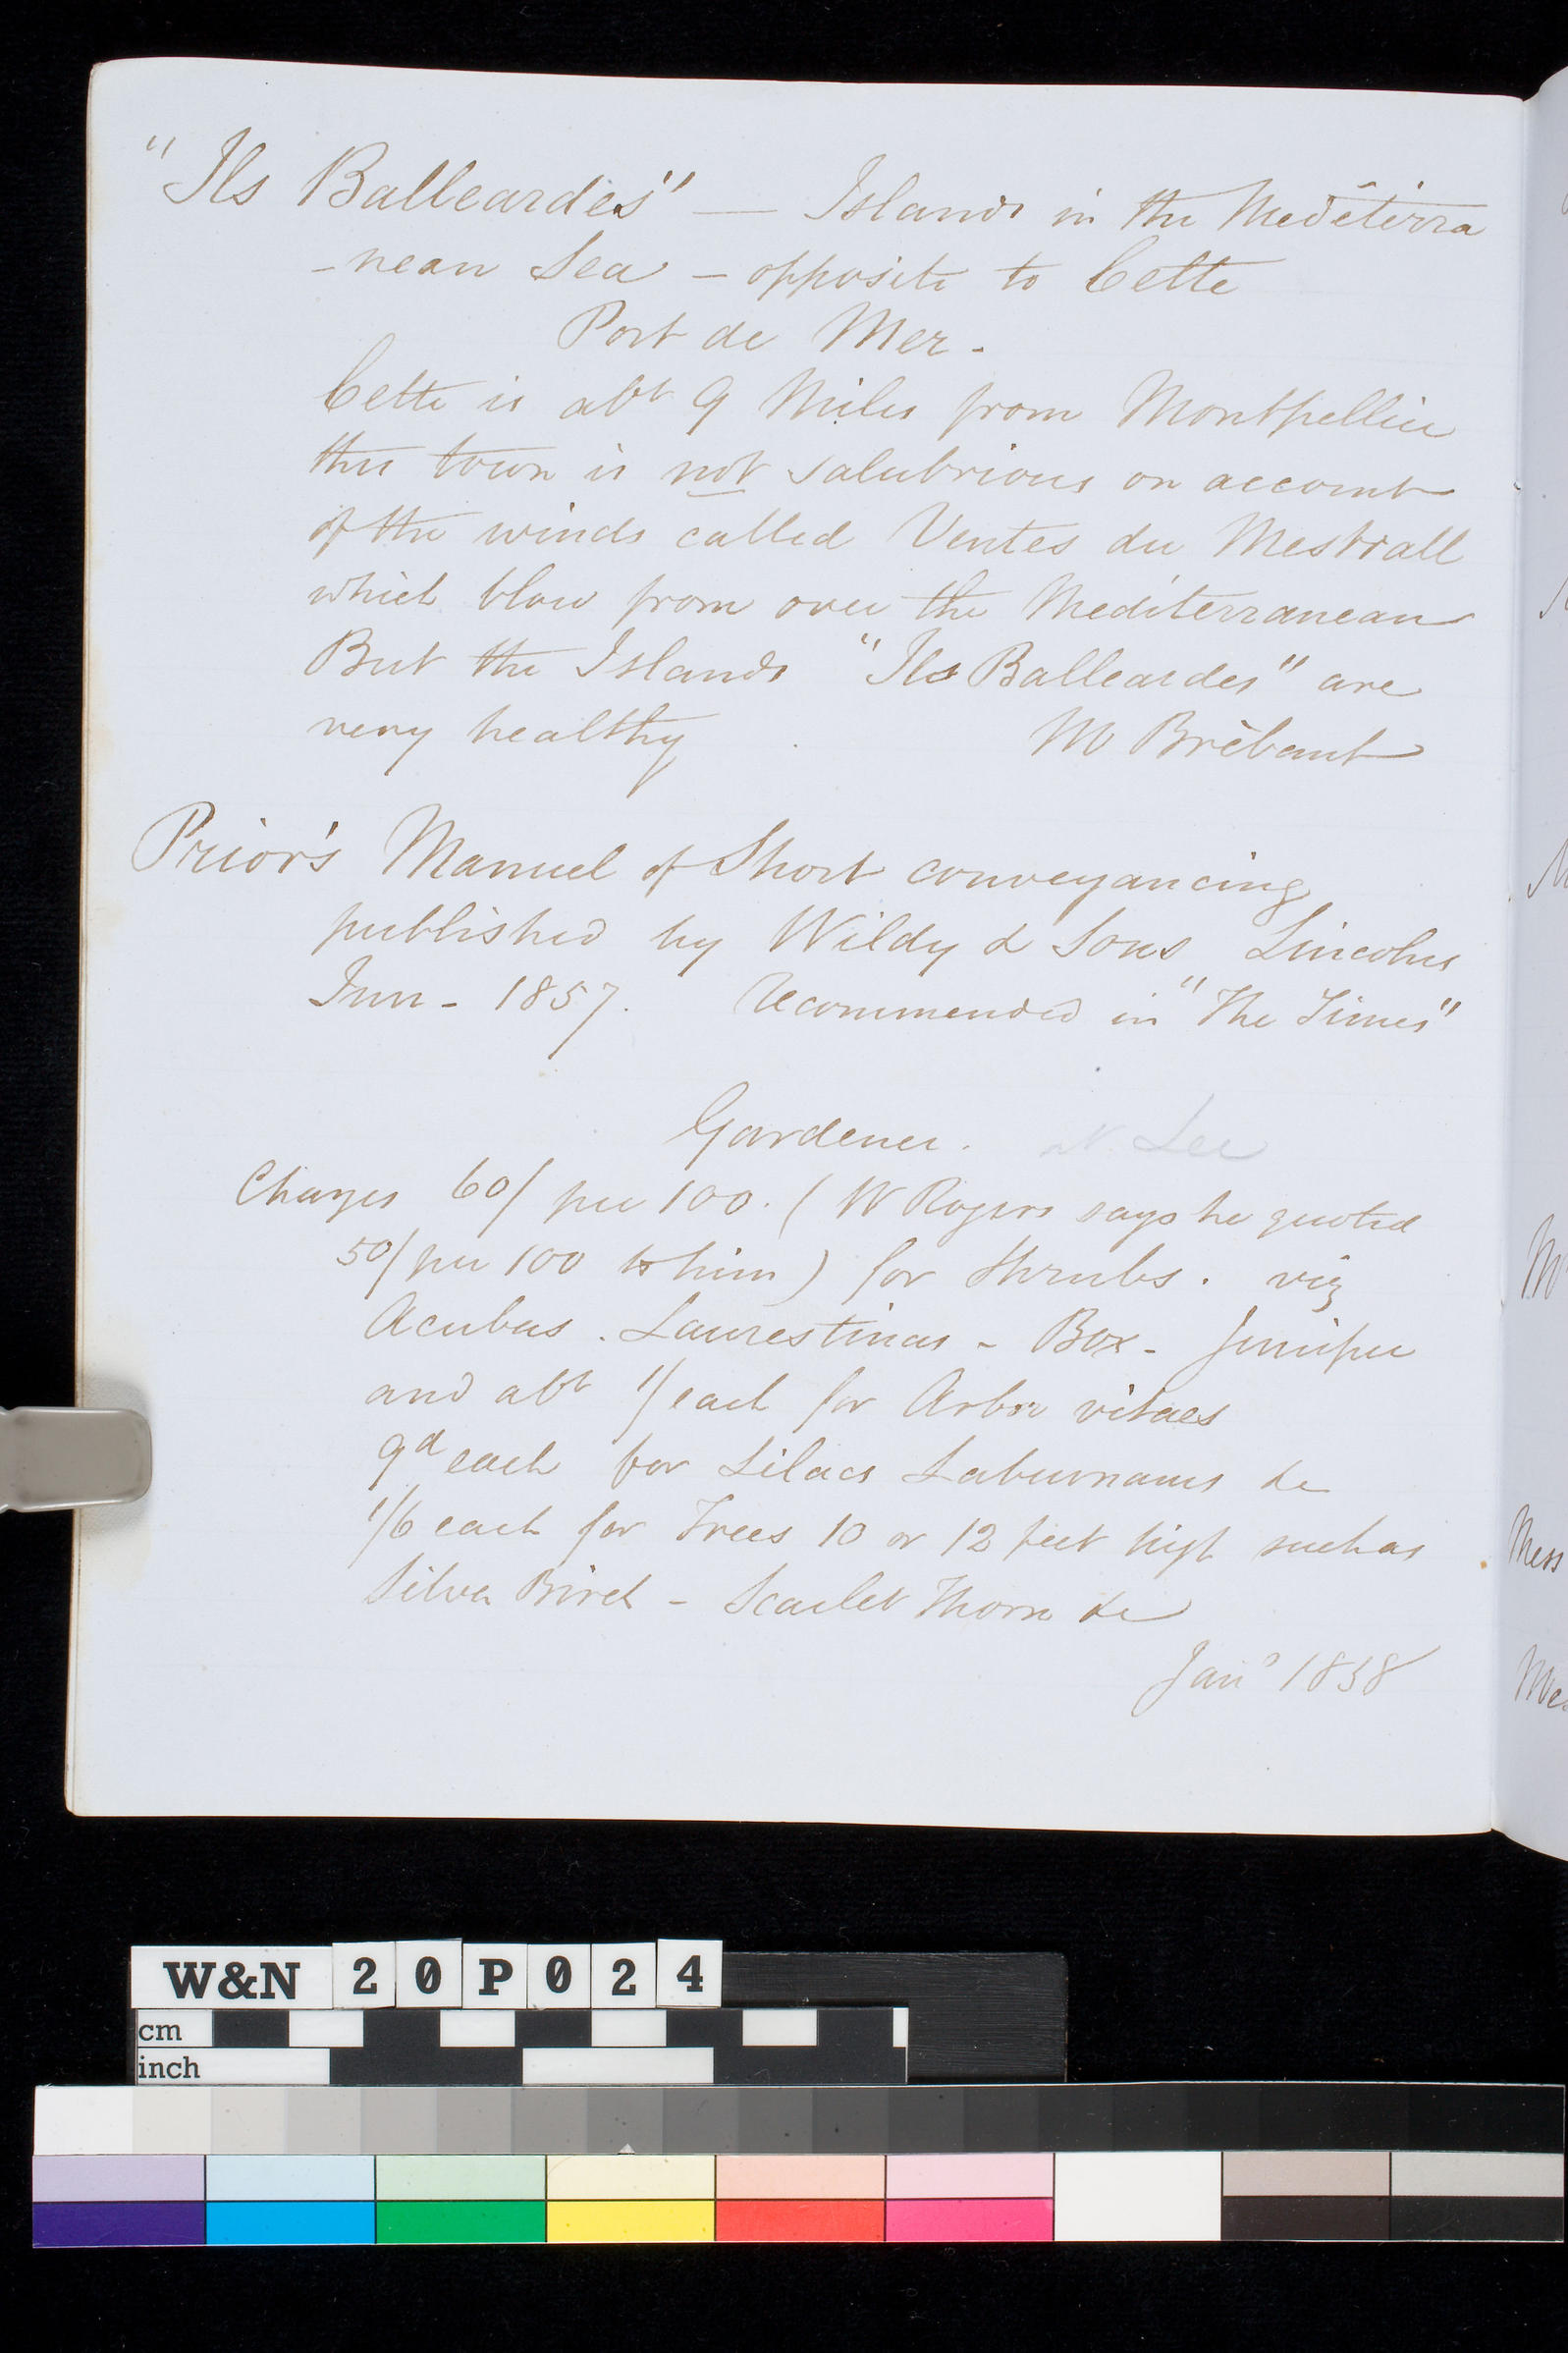 "Ils Balleardes" — Islands in the Mediterra
-nean Sea - opposite to Cette
Port de Mer.
Cette is abt 9 Miles from Montpellier
this town is not salubrious on account
of the winds called Ventes du Mestrall
which blow from over the Mediterranean
But the Islands "Ils Balleardes" are
very healthy M Brèbant
Prior's Manuel of Short conveyancing
published by Wildy & Sons Lincolns
Inn - 1857. Recommended in "The Times"
Gardener. Lee
Charges 60/ per 100. (W Rogers says he quoted
50/ per 100 to him) for Shrubs. viz
Acubas. Laurestinas - Box - Juniper
and abt 1/ each for Arbor vitaes
9d each for Lilacs Laburnams &c
1/6 each for Trees 10 or 12 feet high such as
Silver Birch - Scarlet Thorn &c
Jany 1858
Mess
W&N 20P024
cm
inch